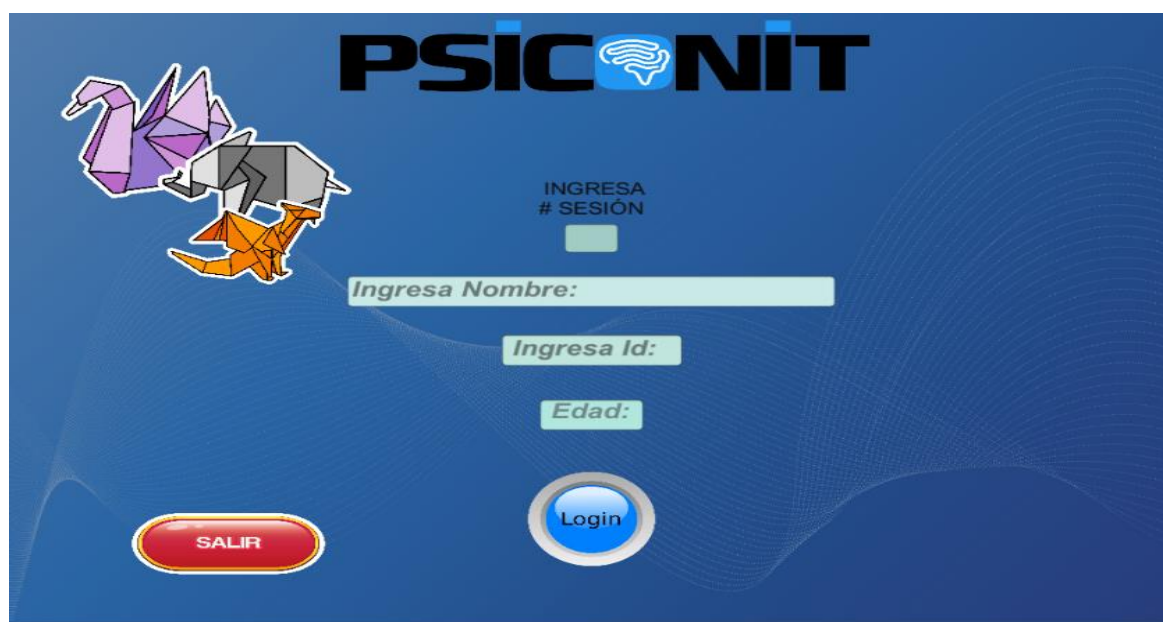 PSICONIT
INGRESA
# SESIÓN
Ingresa Nombre:
Ingresa Id:
Edad:
Login
SALIR